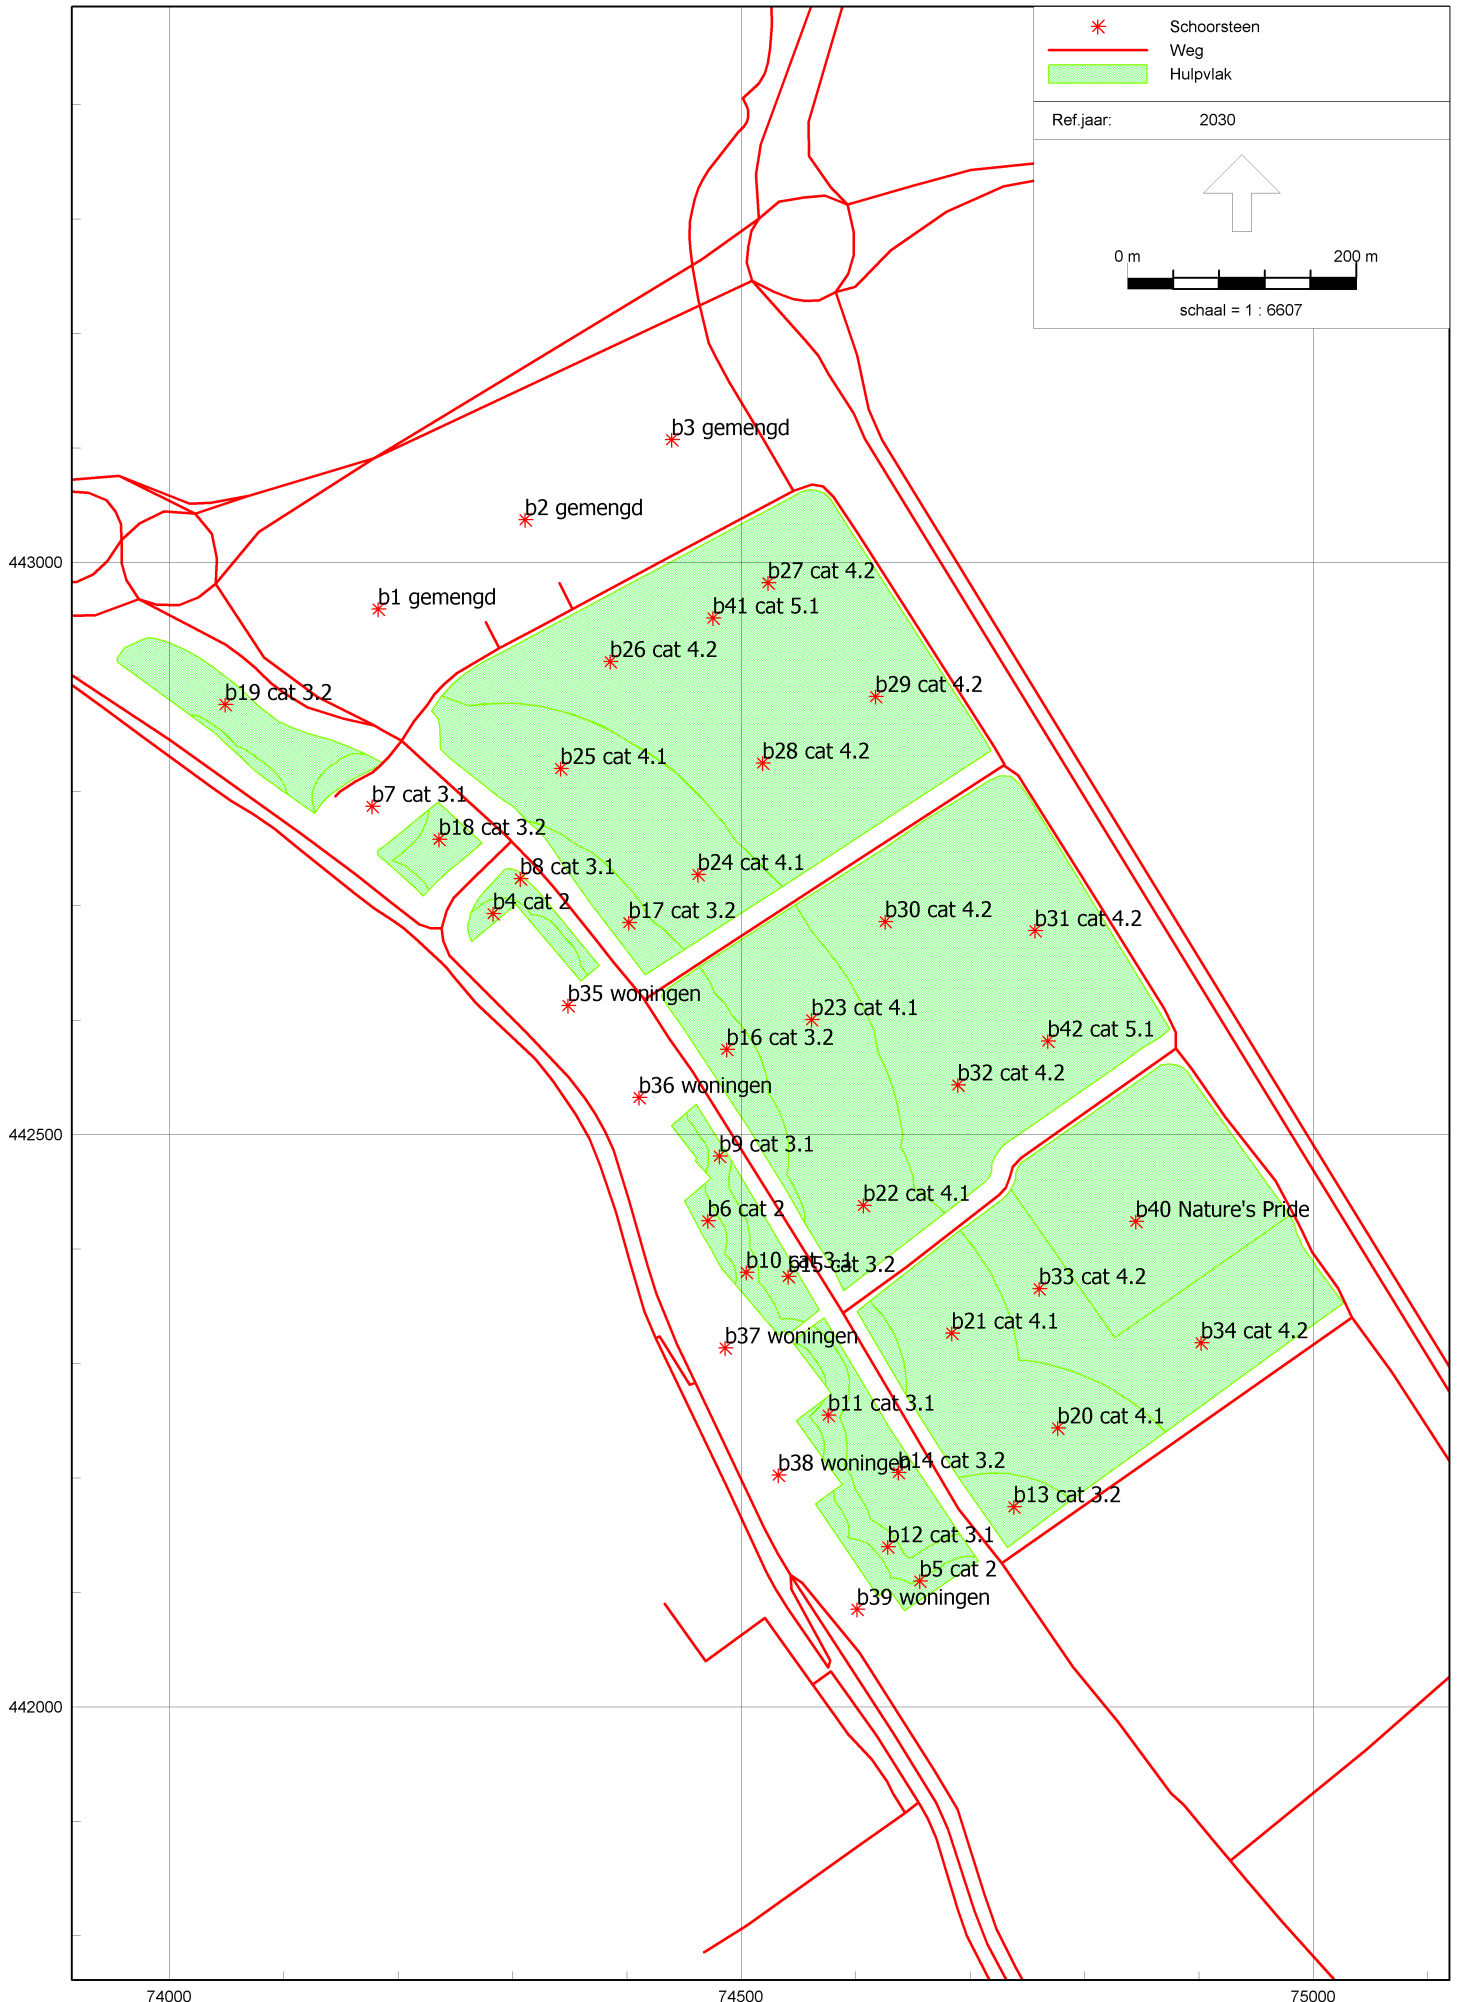 Schoorsteen
Weg
Hulpvlak
Ref.jaar: 2030
0 m 200 m
schaal = 1 : 6607
b3 gemengd
b2 gemengd
443000
b27 cat 4.2
b1 gemengd
b41 cat 5.1
b26 cat 4.2
b29 cat 4.2
b19 cat 3.2
b28 cat 4.2
b25 cat 4.1
b7 cat 3.1
b18 cat 3.2
b24 cat 4.1
b8 cat 3.1
b4 cat 2
b17 cat 3.2
b30 cat 4.2
b31 cat 4.2
b35 woningen
b23 cat 4.1
b42 cat 5.1
b16 cat 3.2
b32 cat 4.2
b36 woningen
442500
b9 cat 3.1
b22 cat 4.1
b6 cat 2
b40 Nature's Pride
b10 cat 3.1
b15 cat 3.2
b33 cat 4.2
b21 cat 4.1
b37 woningen
b34 cat 4.2
b11 cat 3.1
b20 cat 4.1
b14 cat 3.2
b38 woningen
b13 cat 3.2
b12 cat 3.1
b5 cat 2
b39 woningen
442000
74000 74500 75000